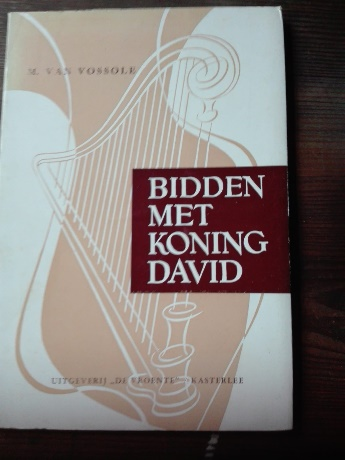 M. VAN VOSSOLE
BIDDEN
MET
KONING
DAVID
UITGEVERIJ „DE VROENTE" - KASTERLEE